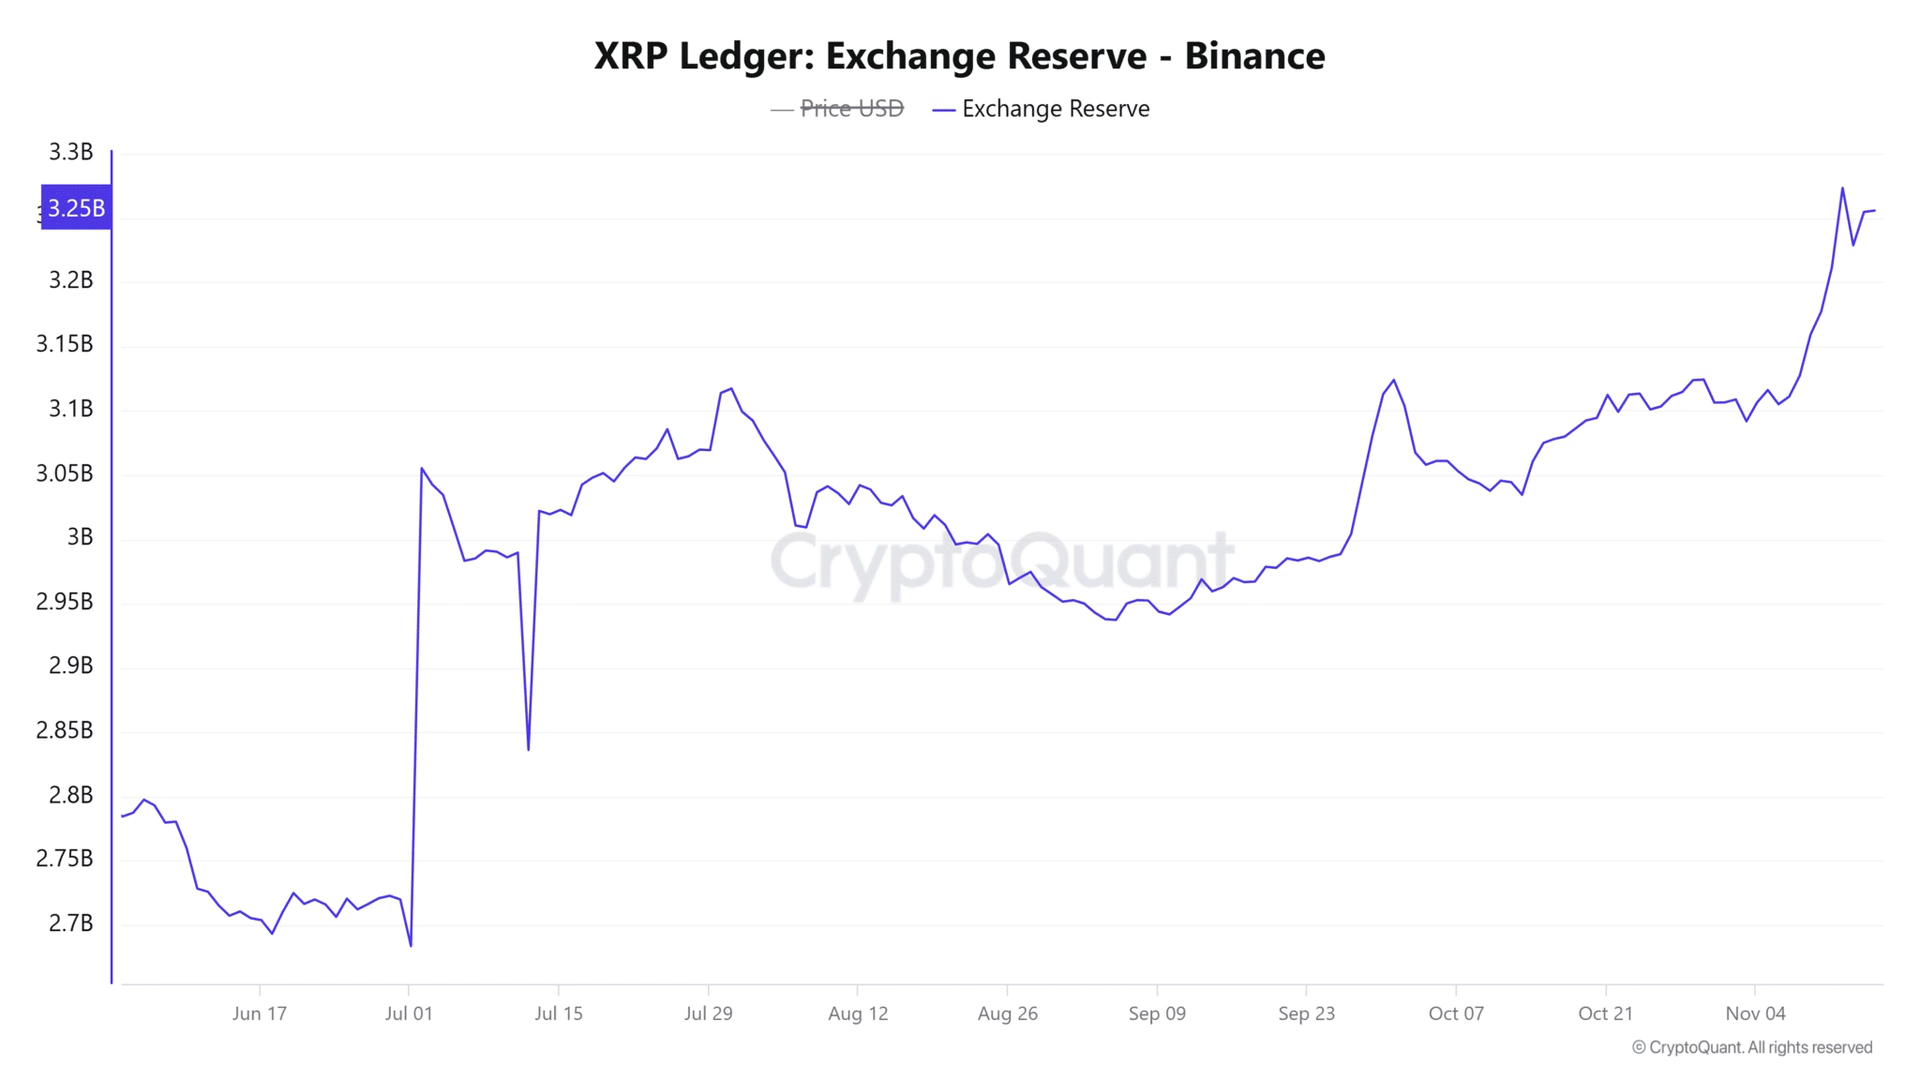 XRP Ledger: Exchange Reserve - Binance
Price USD Exchange Reserve
3.3B
3.25B
3.2B
3.15B
3.1B
3.05B
3B
2.95B
2.9B
2.85B
2.8B
2.75B
2.7B
CryptoQuant
Jun 17 Jul 01 Jul 15 Jul 29 Aug 12 Aug 26 Sep 09 Sep 23 Oct 07 Oct 21 Nov 04
© CryptoQuant. All rights reserved